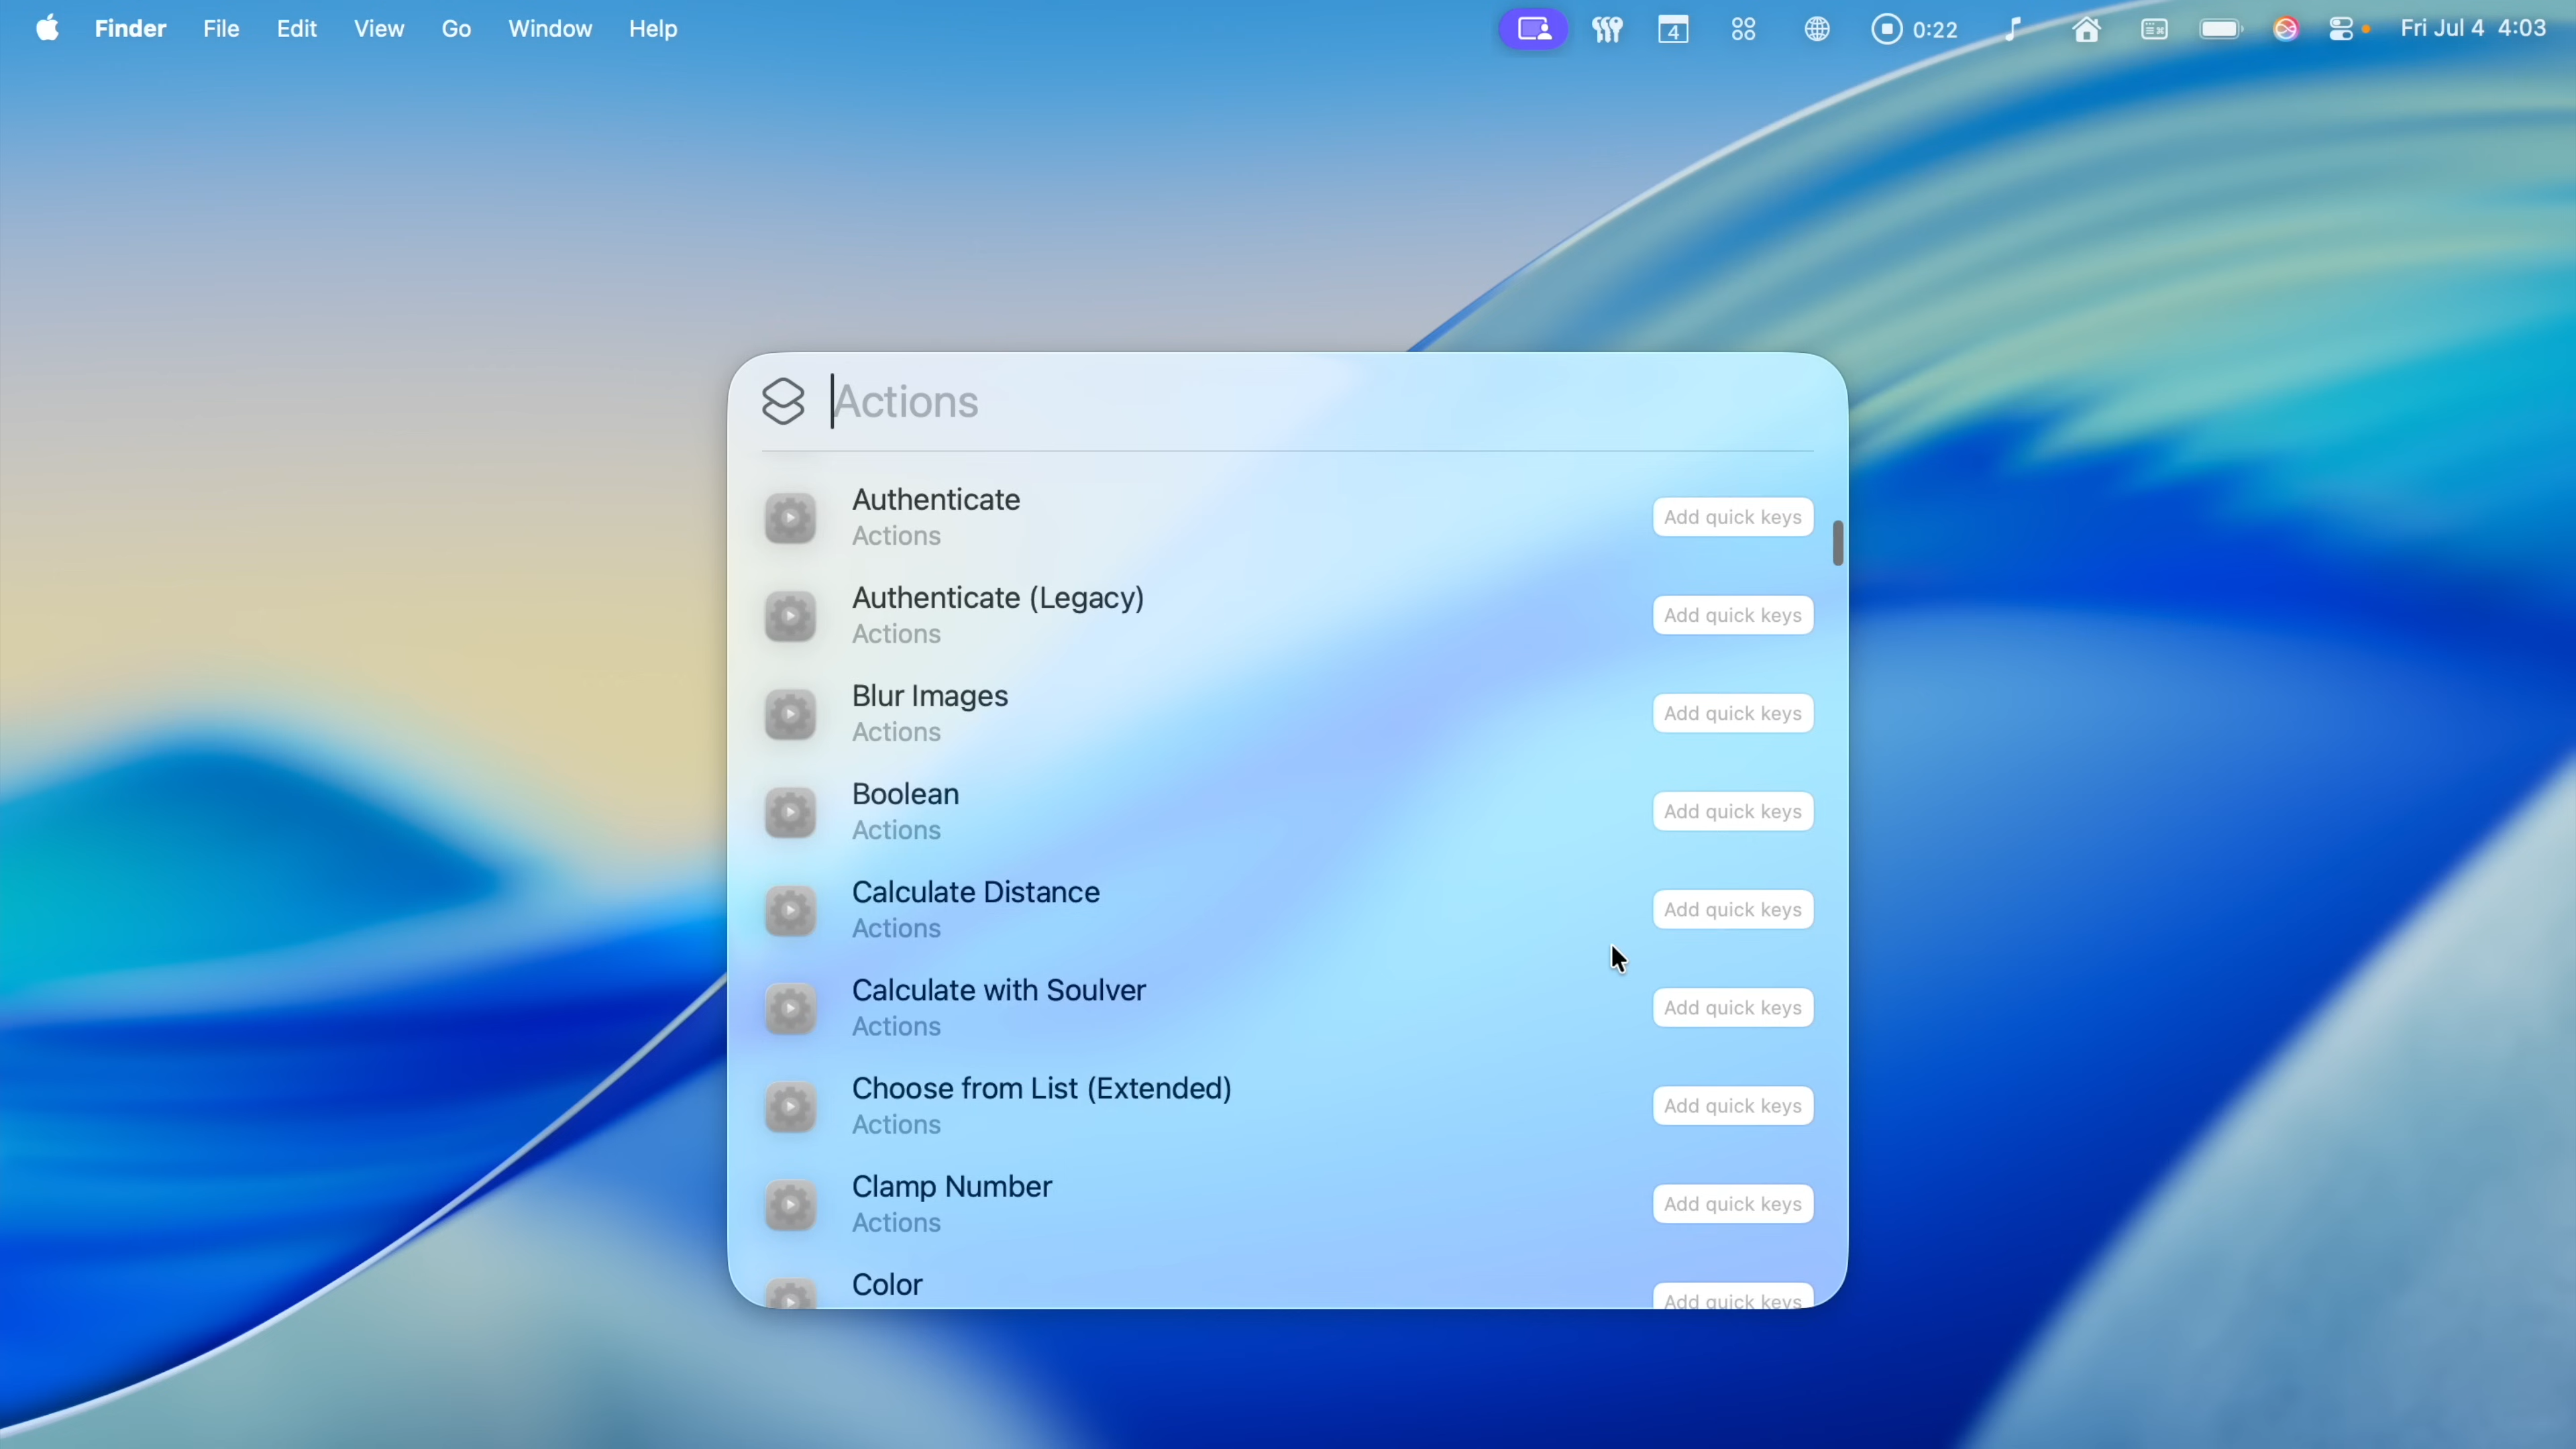 Finder File Edit View Go Window Help 4 0:22 Fri Jul 4 4:03
Actions
Authenticate
Actions
Add quick keys
Authenticate (Legacy)
Actions
Add quick keys
Blur Images
Actions
Add quick keys
Boolean
Actions
Add quick keys
Calculate Distance
Actions
Add quick keys
Calculate with Soulver
Actions
Add quick keys
Choose from List (Extended)
Actions
Add quick keys
Clamp Number
Actions
Add quick keys
Color
Add quick keys